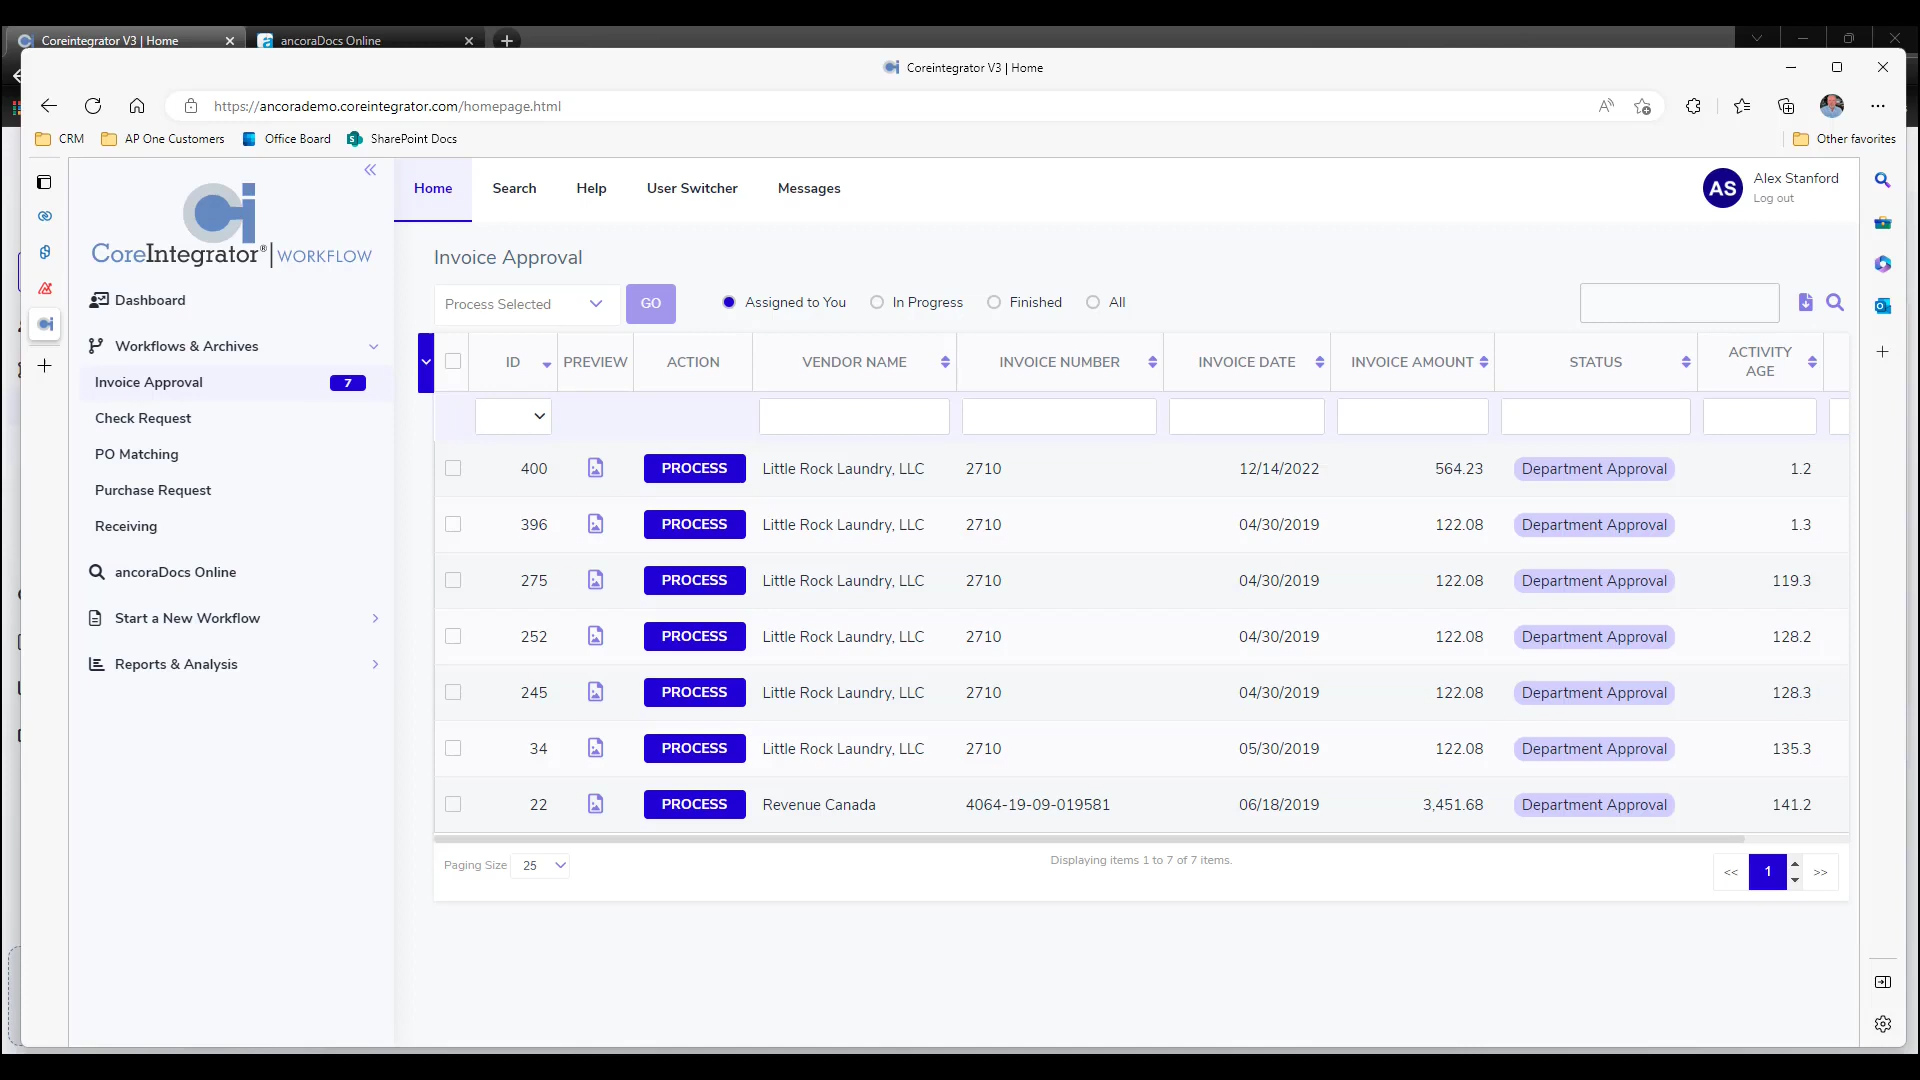 Coreintegrator V3 | Home
ancoraDocs Online
Coreintegrator V3 | Home
https://ancorademo.coreintegrator.com/homepage.html
CRM
AP One Customers
Office Board
SharePoint Docs
Other favorites
CoreIntegrator® | WORKFLOW
Home
Search
Help
User Switcher
Messages
AS
Alex Stanford
Log out
Dashboard
Workflows & Archives
Invoice Approval 7
Check Request
PO Matching
Purchase Request
Receiving
ancoraDocs Online
Start a New Workflow
Reports & Analysis
Invoice Approval
Process Selected
GO
Assigned to You
In Progress
Finished
All
ID PREVIEW ACTION VENDOR NAME INVOICE NUMBER INVOICE DATE INVOICE AMOUNT STATUS ACTIVITY AGE
400 PROCESS Little Rock Laundry, LLC 2710 12/14/2022 564.23 Department Approval 1.2
396 PROCESS Little Rock Laundry, LLC 2710 04/30/2019 122.08 Department Approval 1.3
275 PROCESS Little Rock Laundry, LLC 2710 04/30/2019 122.08 Department Approval 119.3
252 PROCESS Little Rock Laundry, LLC 2710 04/30/2019 122.08 Department Approval 128.2
245 PROCESS Little Rock Laundry, LLC 2710 04/30/2019 122.08 Department Approval 128.3
34 PROCESS Little Rock Laundry, LLC 2710 05/30/2019 122.08 Department Approval 135.3
22 PROCESS Revenue Canada 4064-19-09-019581 06/18/2019 3,451.68 Department Approval 141.2
Paging Size 25
Displaying items 1 to 7 of 7 items.
<< 1 >>